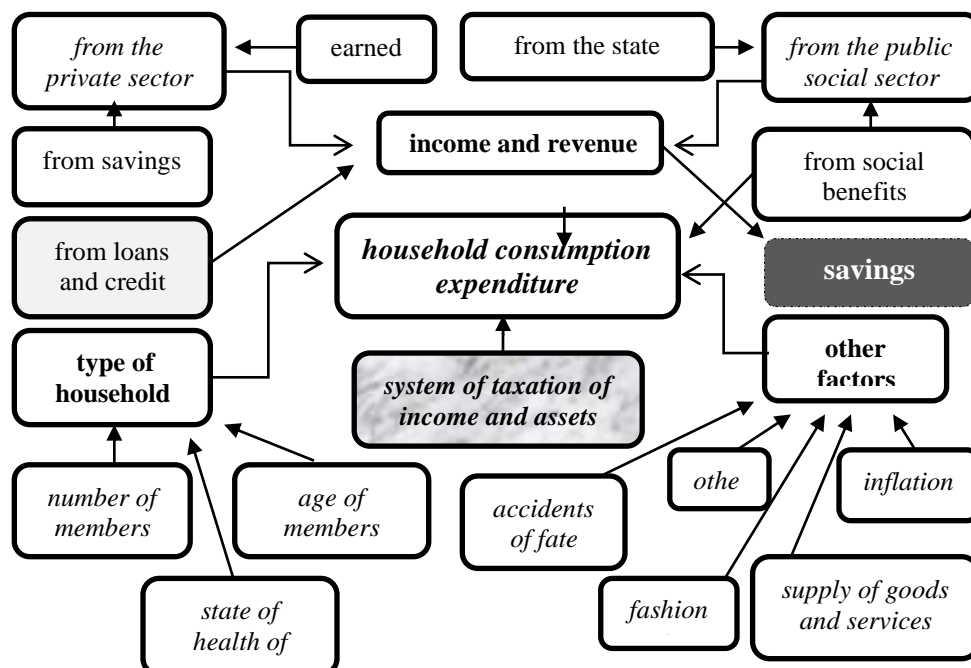 from the
private sector
earned
from the state
from the public
social sector
income and revenue
from savings
from social
benefits
from loans
and credit
household consumption
expenditure
savings
type of
household
system of taxation of
income and assets
other
factors
number of
members
age of
members
accidents
of fate
othe
inflation
state of
health of
fashion
supply of goods
and services